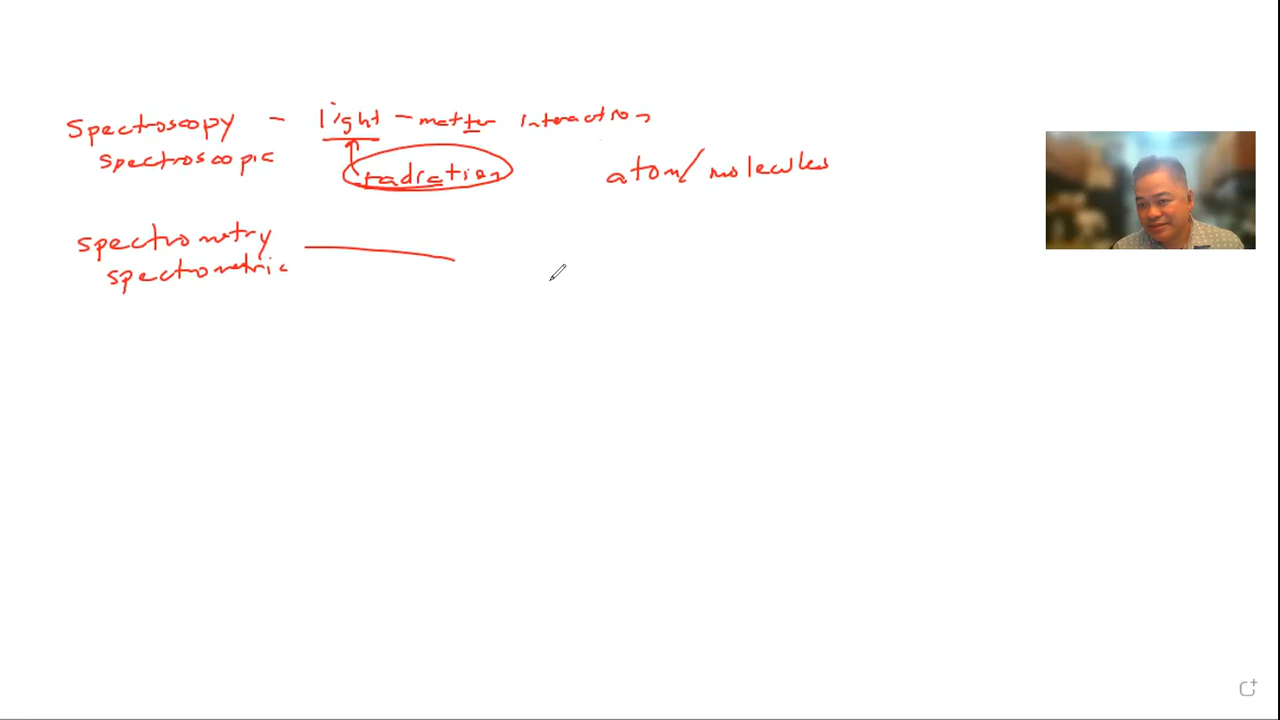 Spectroscopy - light - matter interaction
spectroscopic
radiation
atom/molecules
spectrometry
spectrometric